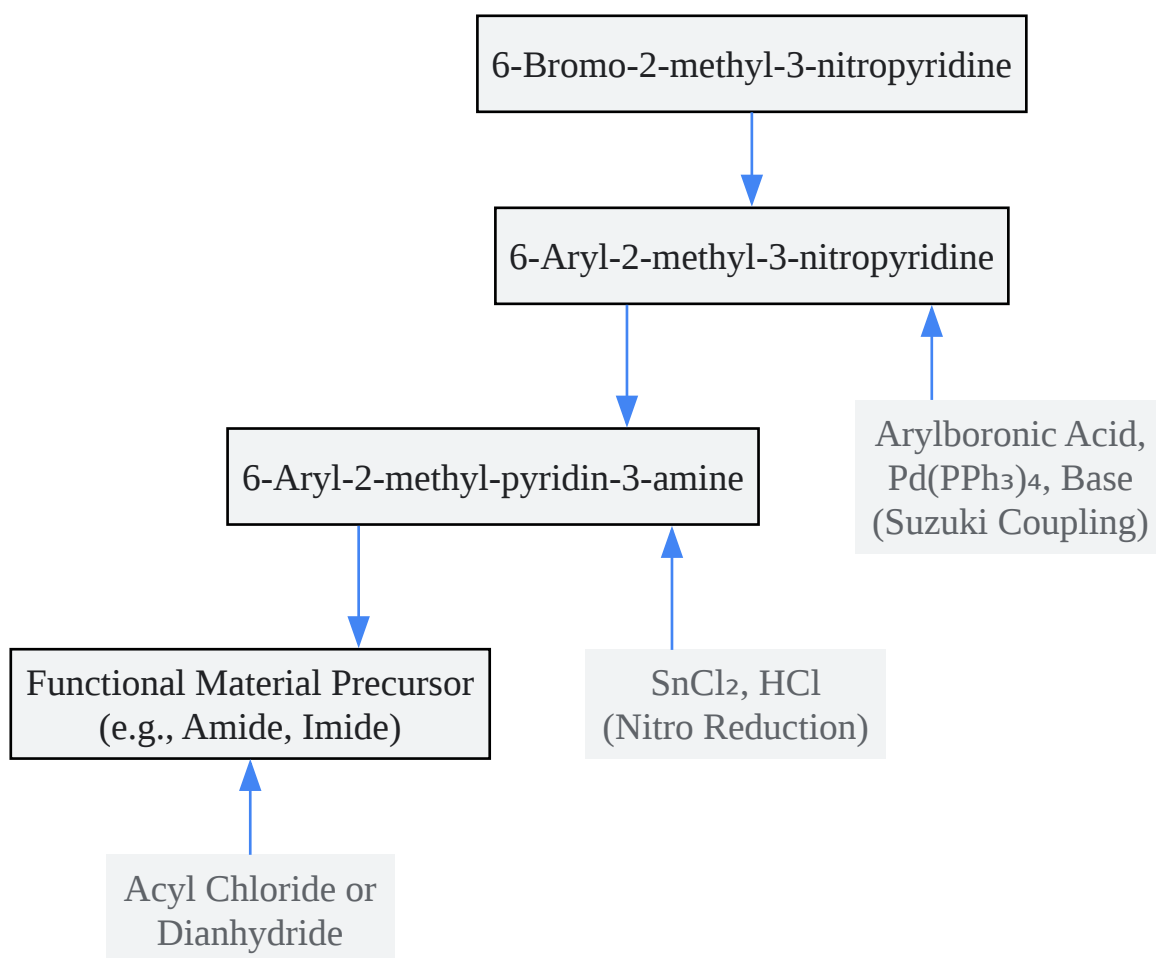 6-Bromo-2-methyl-3-nitropyridine
6-Aryl-2-methyl-3-nitropyridine
Arylboronic Acid,
Pd(PPh₃)₄, Base
(Suzuki Coupling)
6-Aryl-2-methyl-pyridin-3-amine
SnCl₂, HCl
(Nitro Reduction)
Functional Material Precursor
(e.g., Amide, Imide)
Acyl Chloride or
Dianhydride